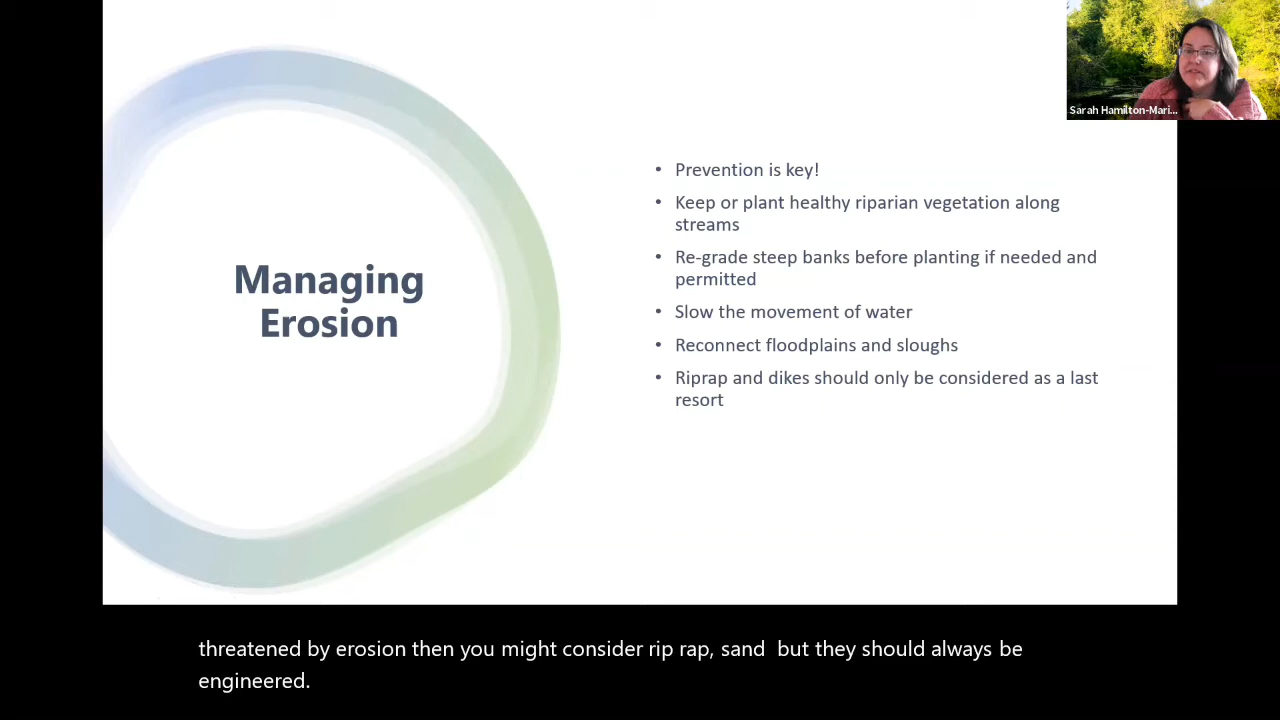 Sarah Hamilton-Mari...
Managing
Erosion
• Prevention is key!
• Keep or plant healthy riparian vegetation along
streams
• Re-grade steep banks before planting if needed and
permitted
• Slow the movement of water
• Reconnect floodplains and sloughs
• Riprap and dikes should only be considered as a last
resort
threatened by erosion then you might consider rip rap, sand  but they should always be
engineered.